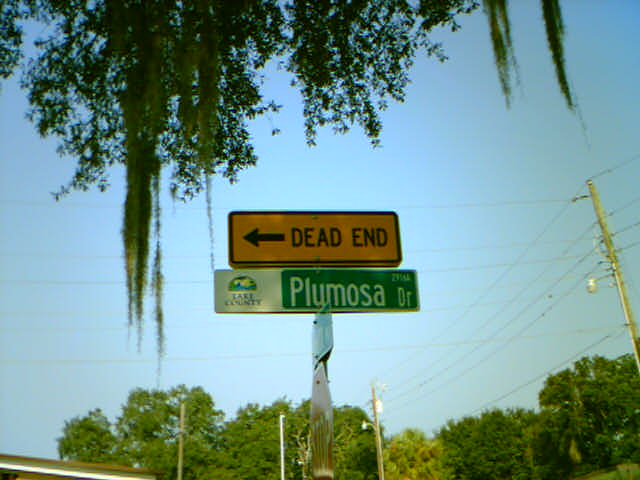 DEAD END
LAKE COUNTY
Plumosa Dr